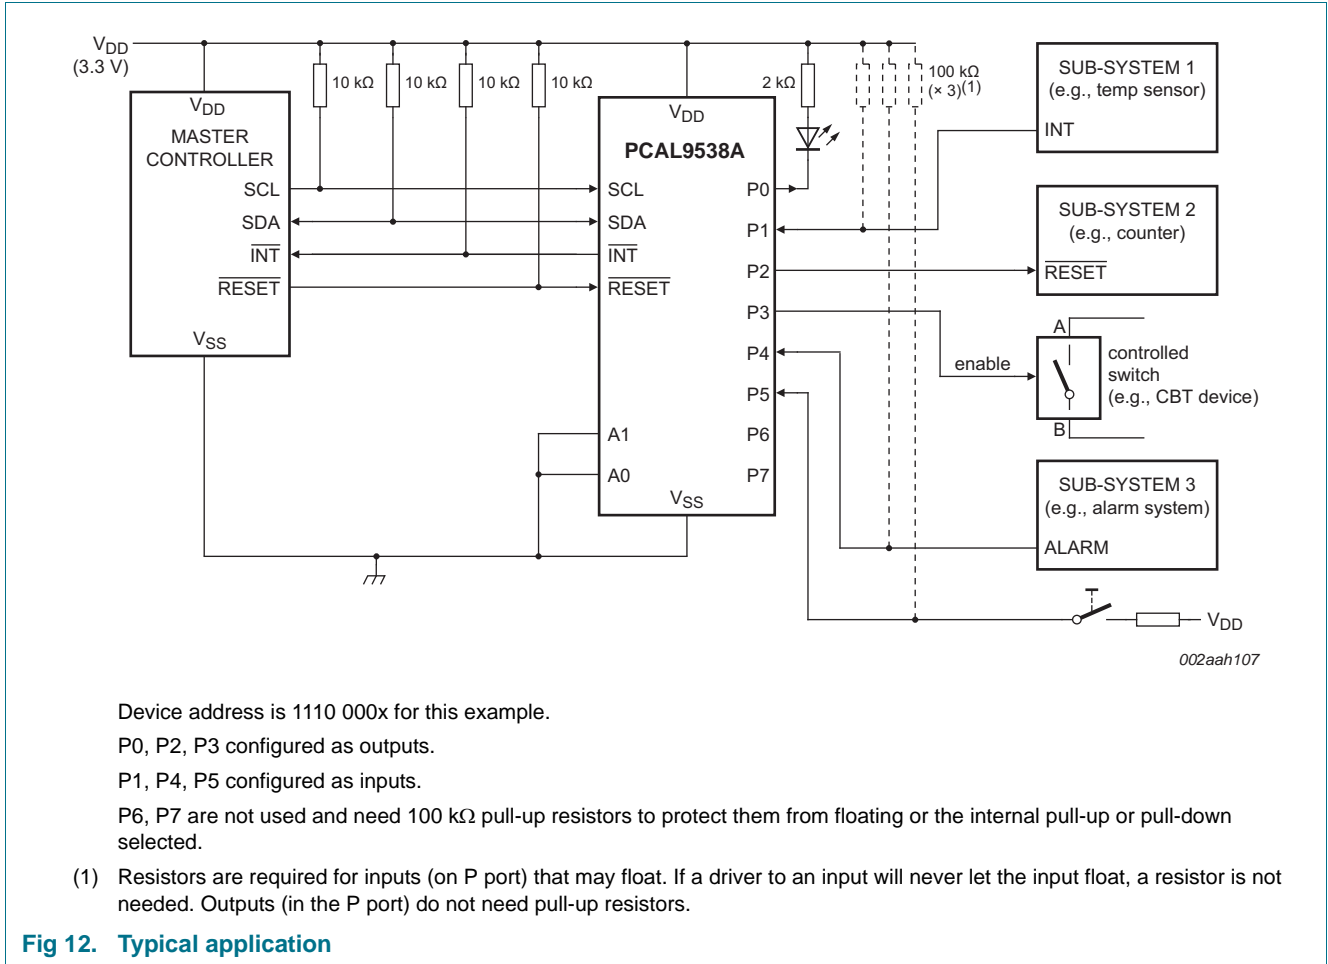 VDD
(3.3 V)
10 kΩ
10 kΩ
10 kΩ
10 kΩ
2 kΩ
100 kΩ
(× 3)(1)
VDD
MASTER
CONTROLLER
SCL
SDA
INT
RESET
VSS
VDD
PCAL9538A
SCL
SDA
INT
RESET
A1
A0
VSS
P0
P1
P2
P3
P4
P5
P6
P7
SUB-SYSTEM 1
(e.g., temp sensor)
INT
SUB-SYSTEM 2
(e.g., counter)
RESET
enable
A
B
controlled
switch
(e.g., CBT device)
SUB-SYSTEM 3
(e.g., alarm system)
ALARM
VDD
002aah107
Device address is 1110 000x for this example.
P0, P2, P3 configured as outputs.
P1, P4, P5 configured as inputs.
P6, P7 are not used and need 100 kΩ pull-up resistors to protect them from floating or the internal pull-up or pull-down
selected.
(1) Resistors are required for inputs (on P port) that may float. If a driver to an input will never let the input float, a resistor is not
needed. Outputs (in the P port) do not need pull-up resistors.
Fig 12. Typical application